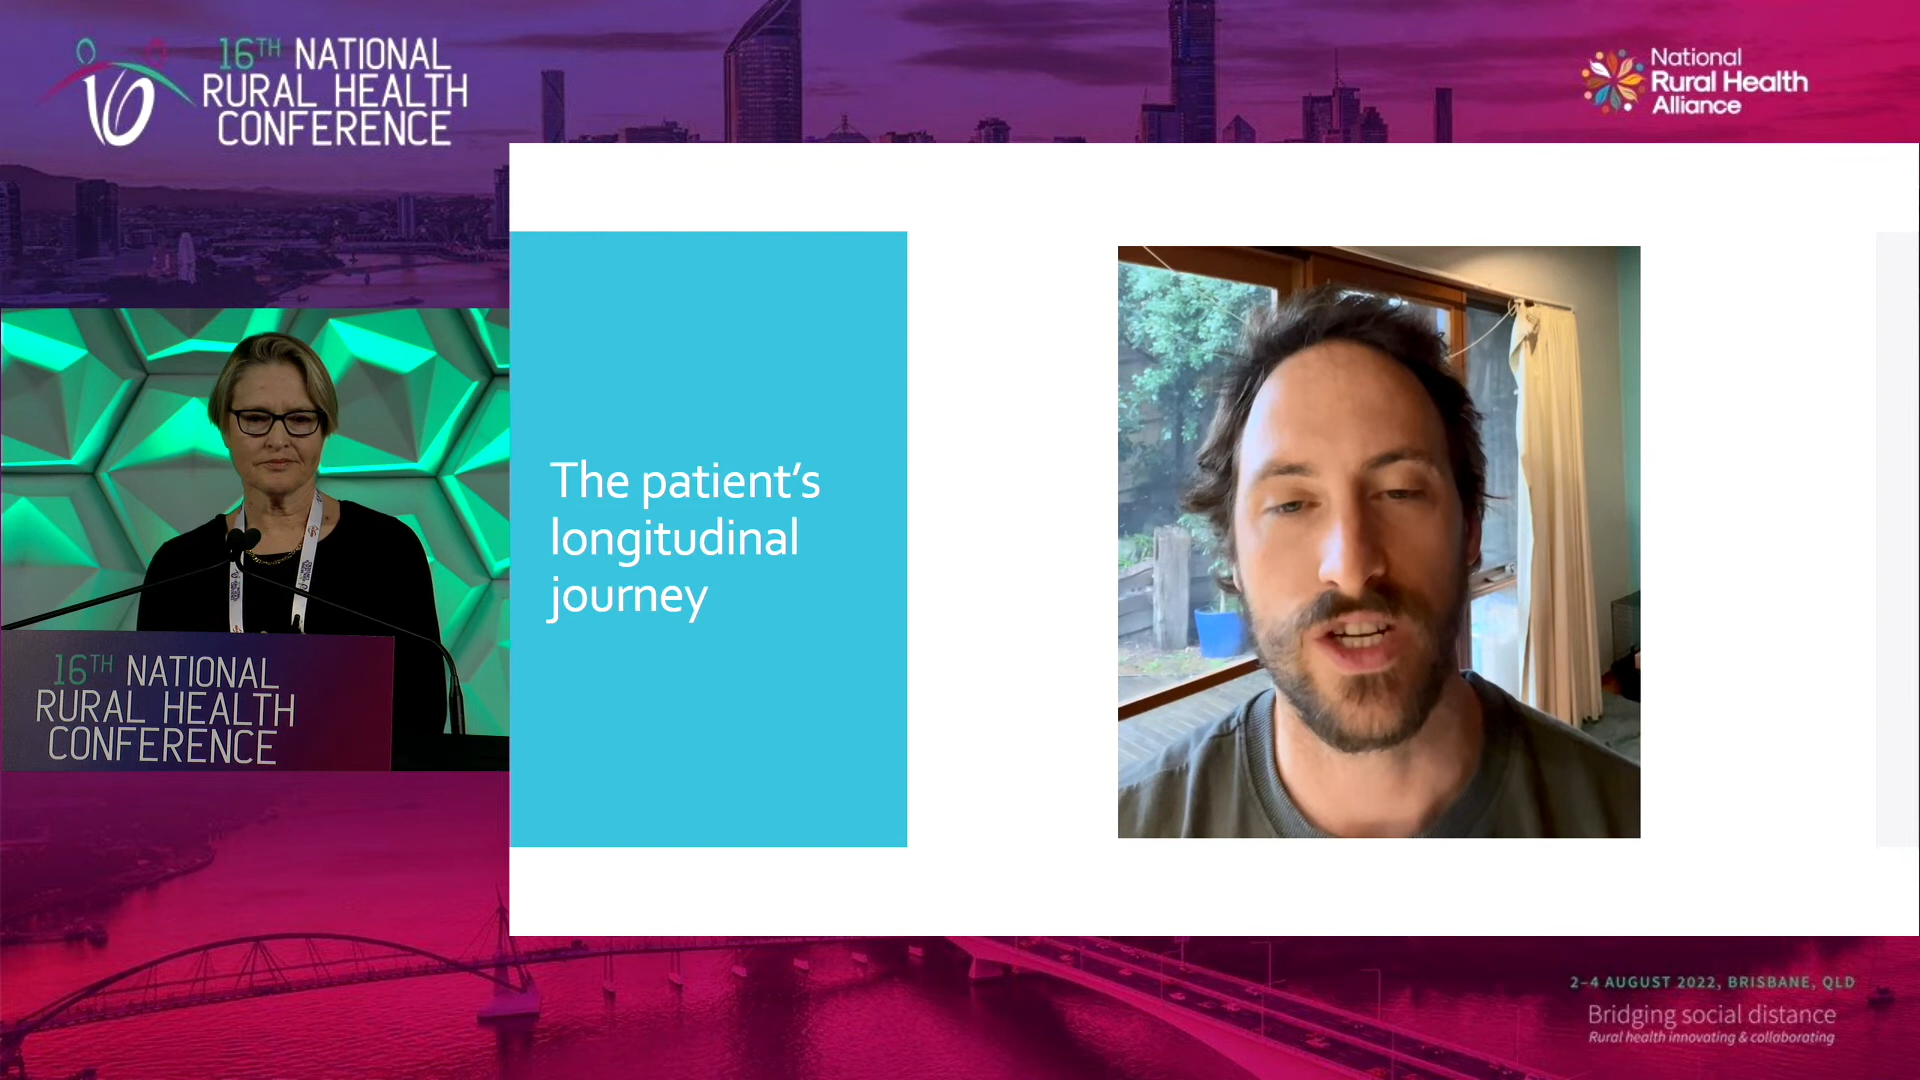 16TH NATIONAL
RURAL HEALTH
CONFERENCE
National
Rural Health
Alliance
The patient's
longitudinal
journey
16TH NATIONAL
RURAL HEALTH
CONFERENCE
2–4 AUGUST 2022, BRISBANE, QLD
Bridging social distance
Rural health innovating & collaborating